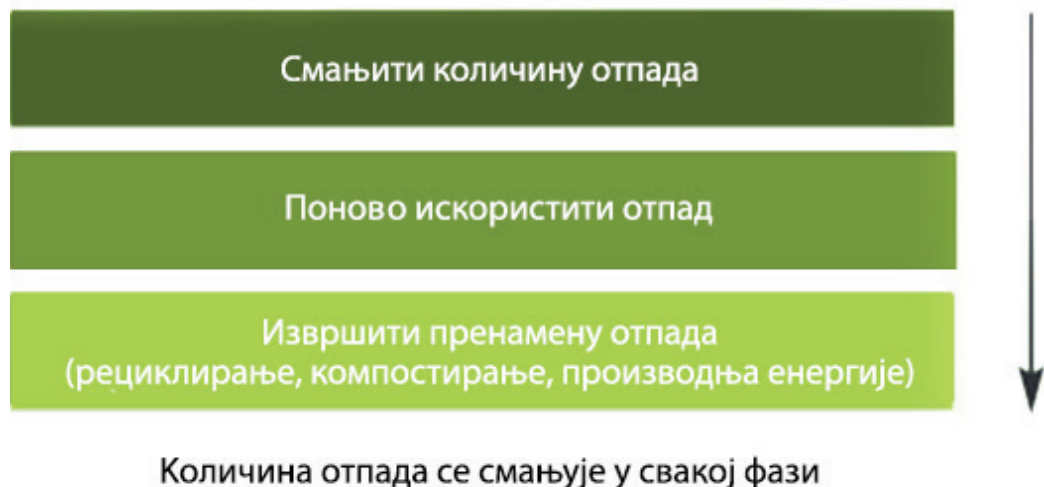 Смањити количину отпада
Поново искористити отпад
Извршити пренамену отпада
(рециклирање, компостирање, производња енергије)
Количина отпада се смањује у свакој фази